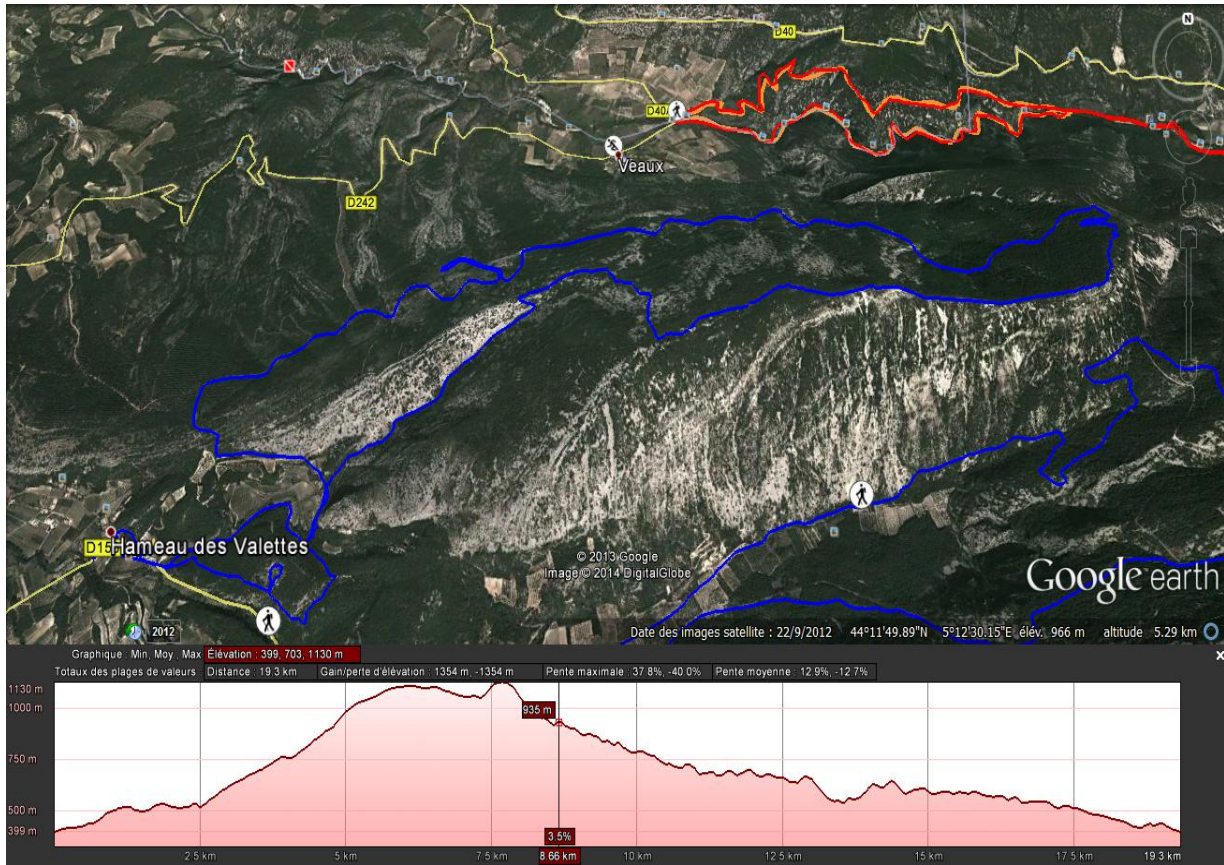 N
D40
D40
Veaux
D242
D15
Hameau des Valettes
© 2013 Google
Image © 2014 DigitalGlobe
Google earth
2012
Date des images satellite : 22/9/2012 44°11'49.89"N 5°12'30.15"E élév. 966 m altitude 5.29 km
Graphique : Min, Moy., Max Élévation : 399, 703, 1130 m
Totaux des plages de valeurs : Distance : 19.3 km Gain/perte d'élévation : 1354 m, -1354 m Pente maximale : 37.8%, -40.0% Pente moyenne : 12.9%, -12.7%
1130 m
1000 m
935 m
750 m
500 m
399 m
3.5%
2.5 km 5 km 7.5 km 8.66 km 10 km 12.5 km 15 km 17.5 km 19.3 km